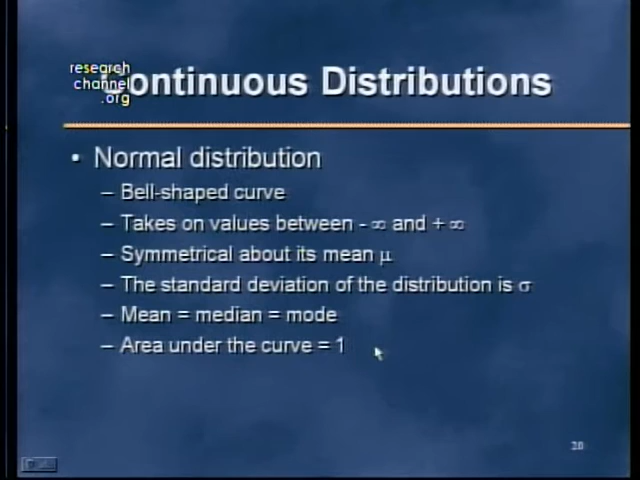 research
channel
.org
Continuous Distributions
• Normal distribution
– Bell-shaped curve
– Takes on values between - ∞ and + ∞
– Symmetrical about its mean μ
– The standard deviation of the distribution is σ
– Mean = median = mode
– Area under the curve = 1
20